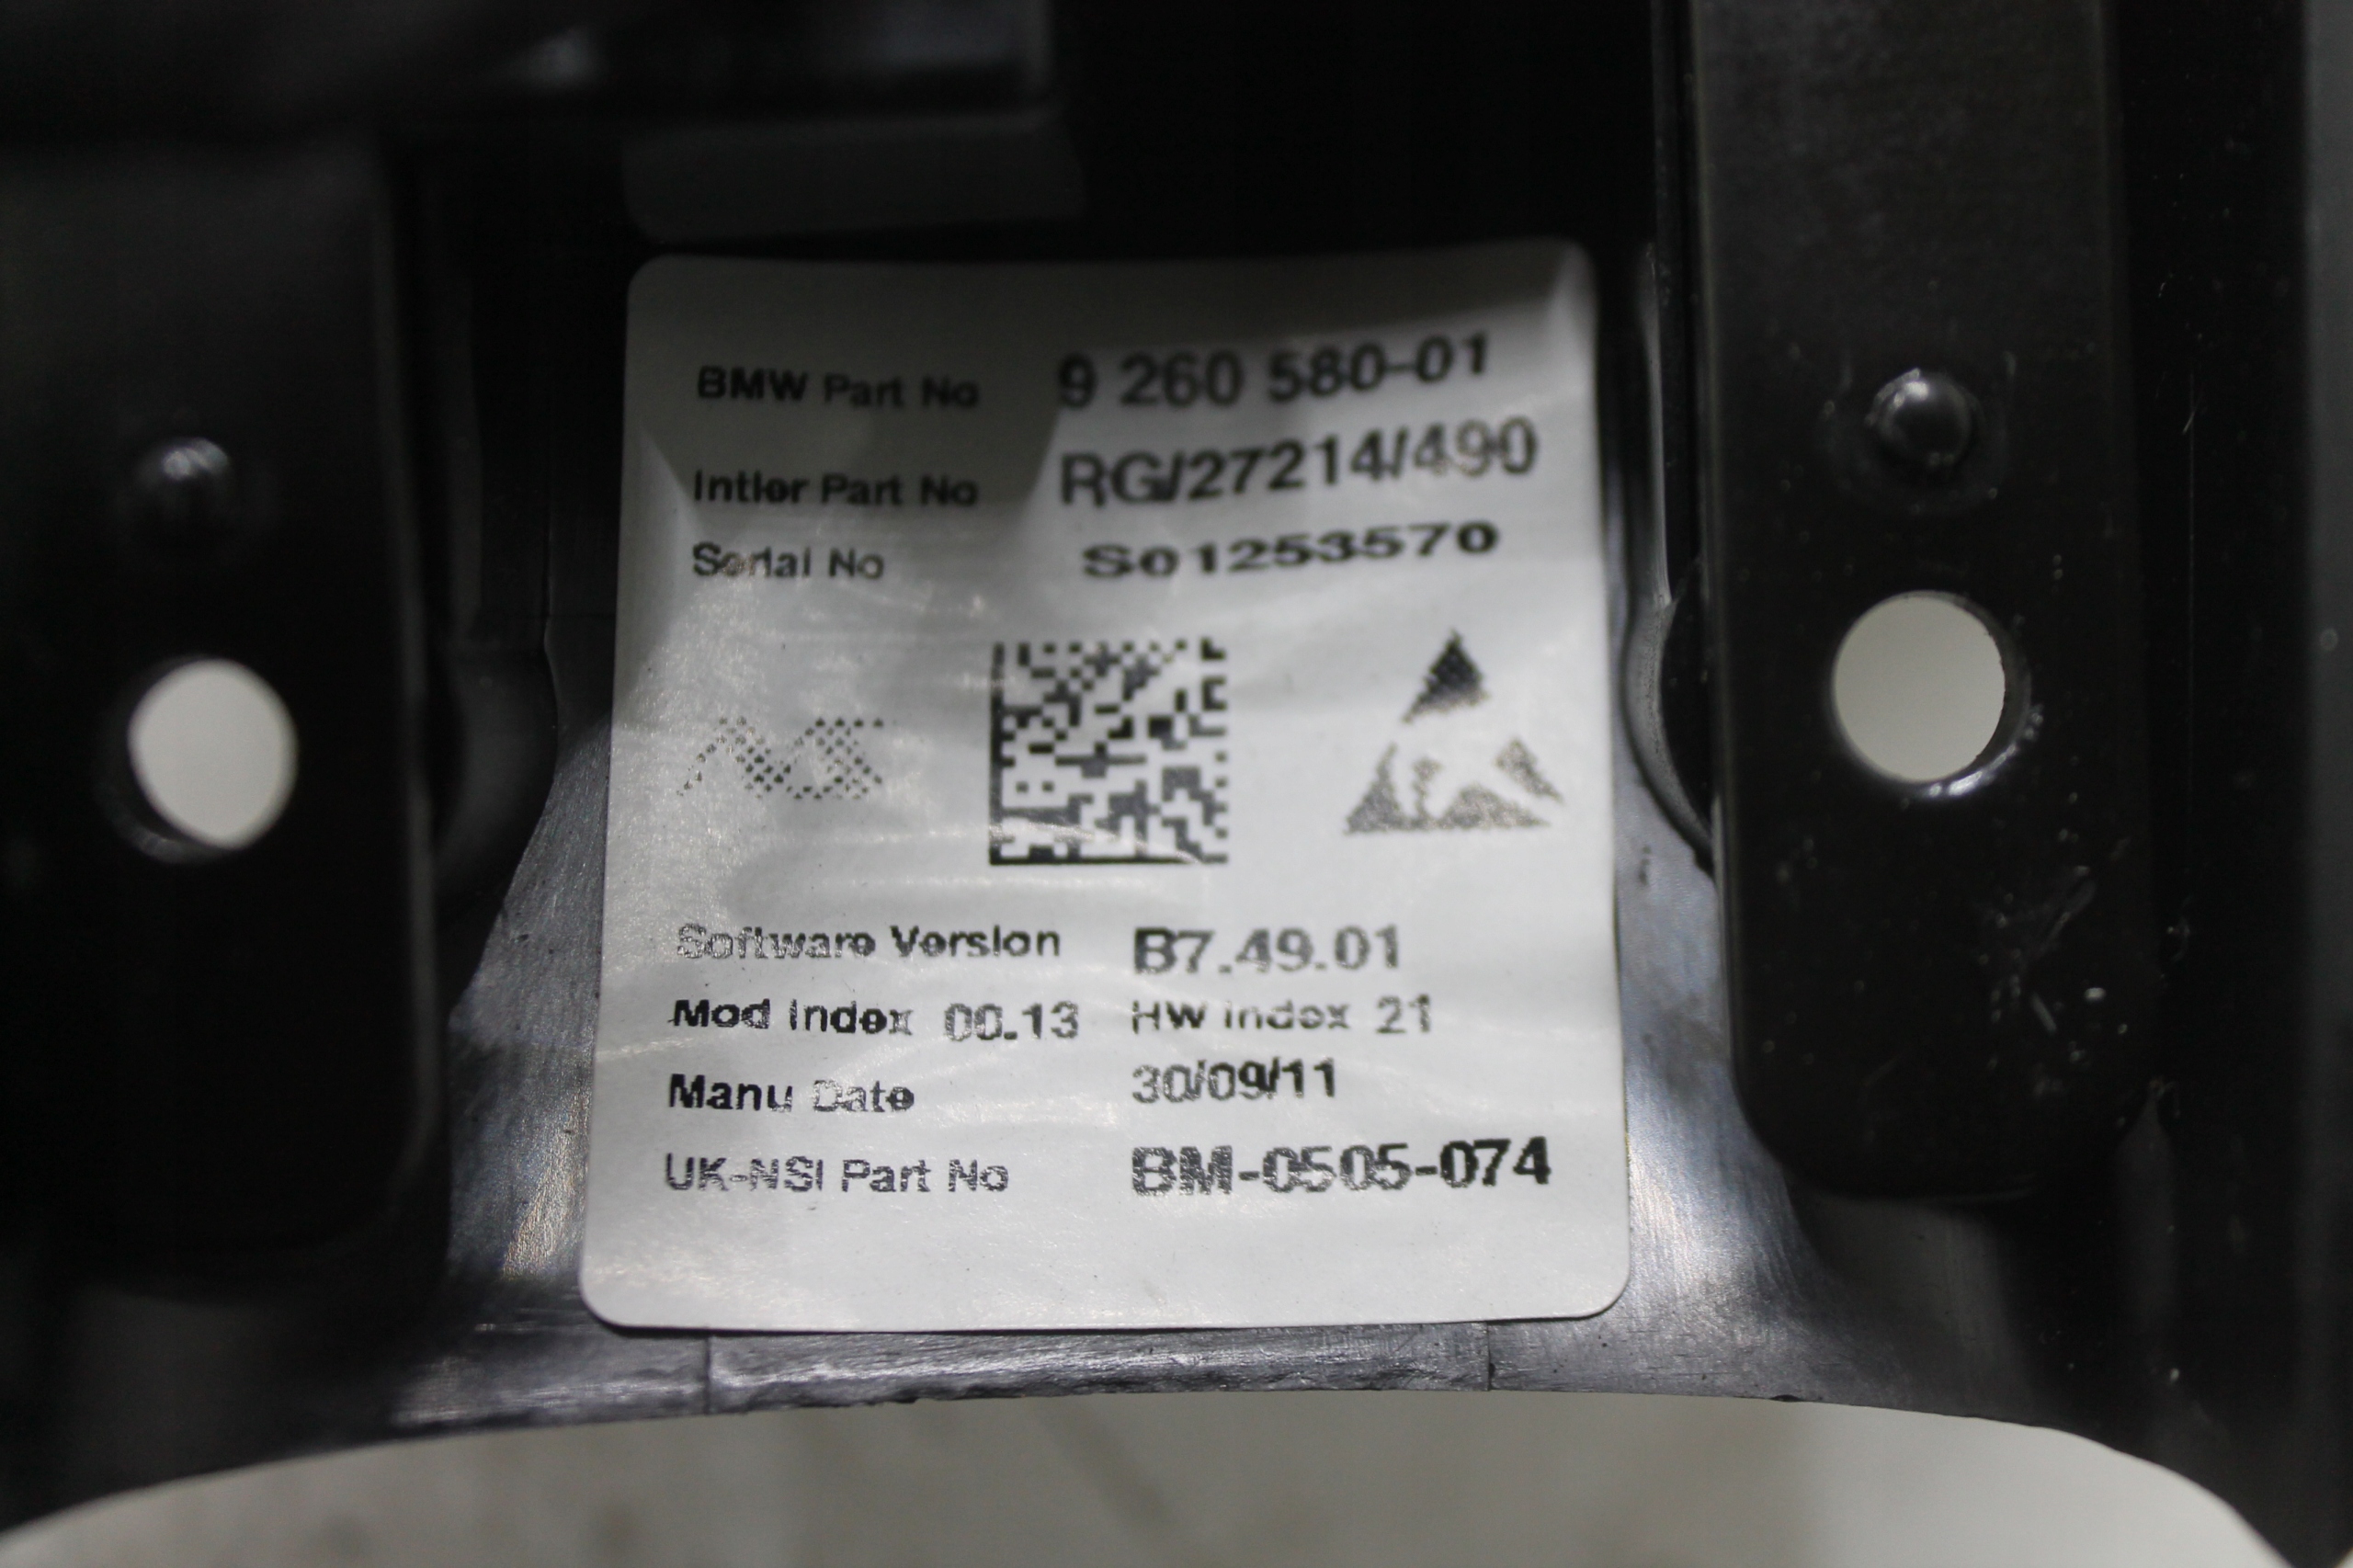 BMW Part No 9 260 580-01
Intier Part No RG/27214/490
Serial No S01253570
Software Version B7.49.01
Mod Index 00.13 HW Index 21
Manu Date 30/09/11
UK-NSI Part No BM-0505-074